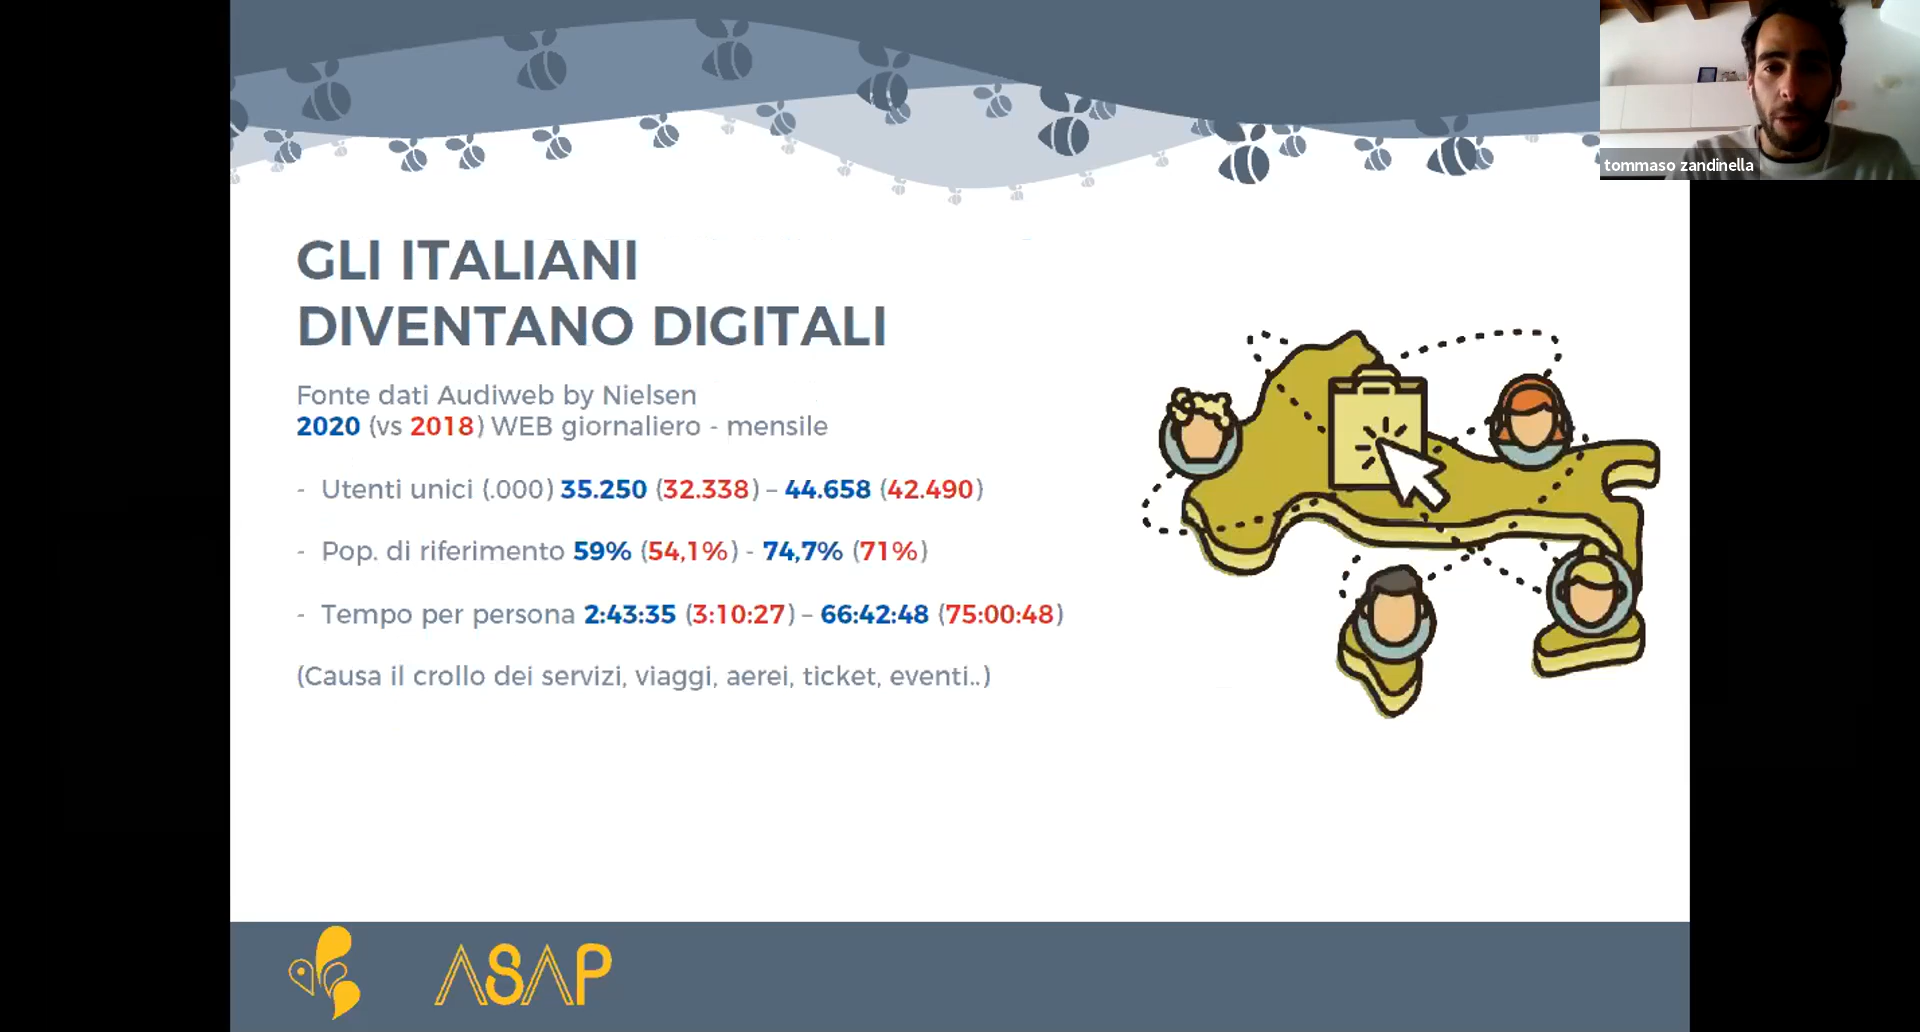 tommaso zandinella
GLI ITALIANI
DIVENTANO DIGITALI
Fonte dati Audiweb by Nielsen
2020 (vs 2018) WEB giornaliero - mensile
- Utenti unici (.000) 35.250 (32.338) – 44.658 (42.490)
- Pop. di riferimento 59% (54,1%) - 74,7% (71%)
- Tempo per persona 2:43:35 (3:10:27) – 66:42:48 (75:00:48)
(Causa il crollo dei servizi, viaggi, aerei, ticket, eventi..)
ASAP